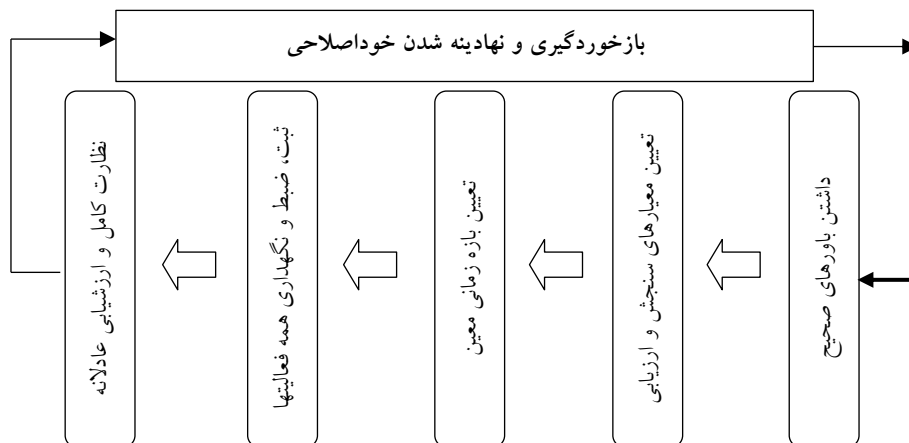 بازخوردگیری و نهادینه شدن خوداصلاحی
داشتن باورهای صحیح
تعیین معیارهای سنجش و ارزیابی
تعیین بازه زمانی معین
ثبت، ضبط و نگهداری همه فعالیتها
نظارت کامل و ارزشیابی عادلانه